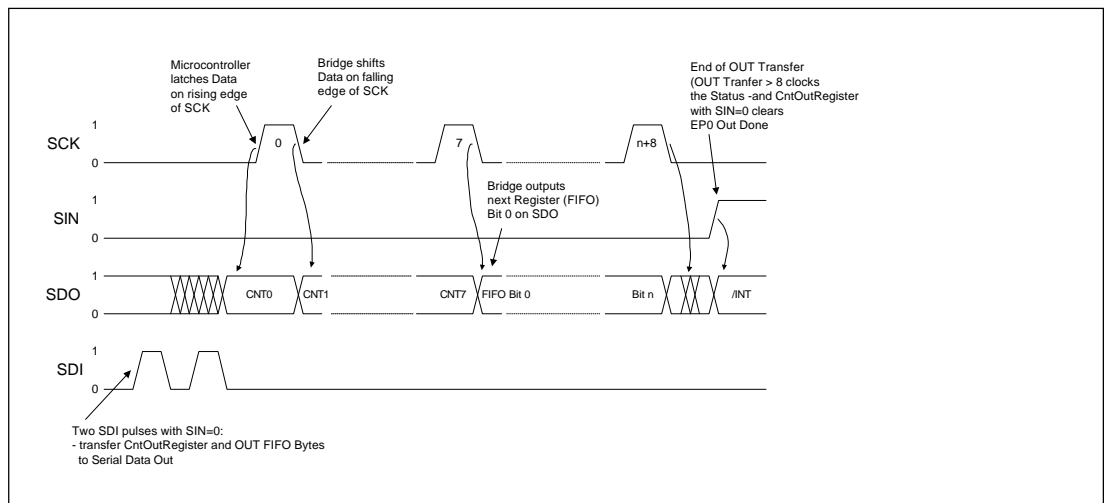 Microcontroller
latches Data
on rising edge
of SCK
Bridge shifts
Data on falling
edge of SCK
End of OUT Transfer
(OUT Tranfer > 8 clocks
the Status -and CntOutRegister
with SIN=0 clears
EP0 Out Done
SCK
1
0
0
7
n+8
Bridge outputs
next Register (FIFO)
Bit 0 on SDO
SIN
1
0
SDO
1
0
CNT0
CNT1
CNT7
FIFO Bit 0
Bit n
/INT
SDI
1
0
Two SDI pulses with SIN=0:
- transfer CntOutRegister and OUT FIFO Bytes
to Serial Data Out